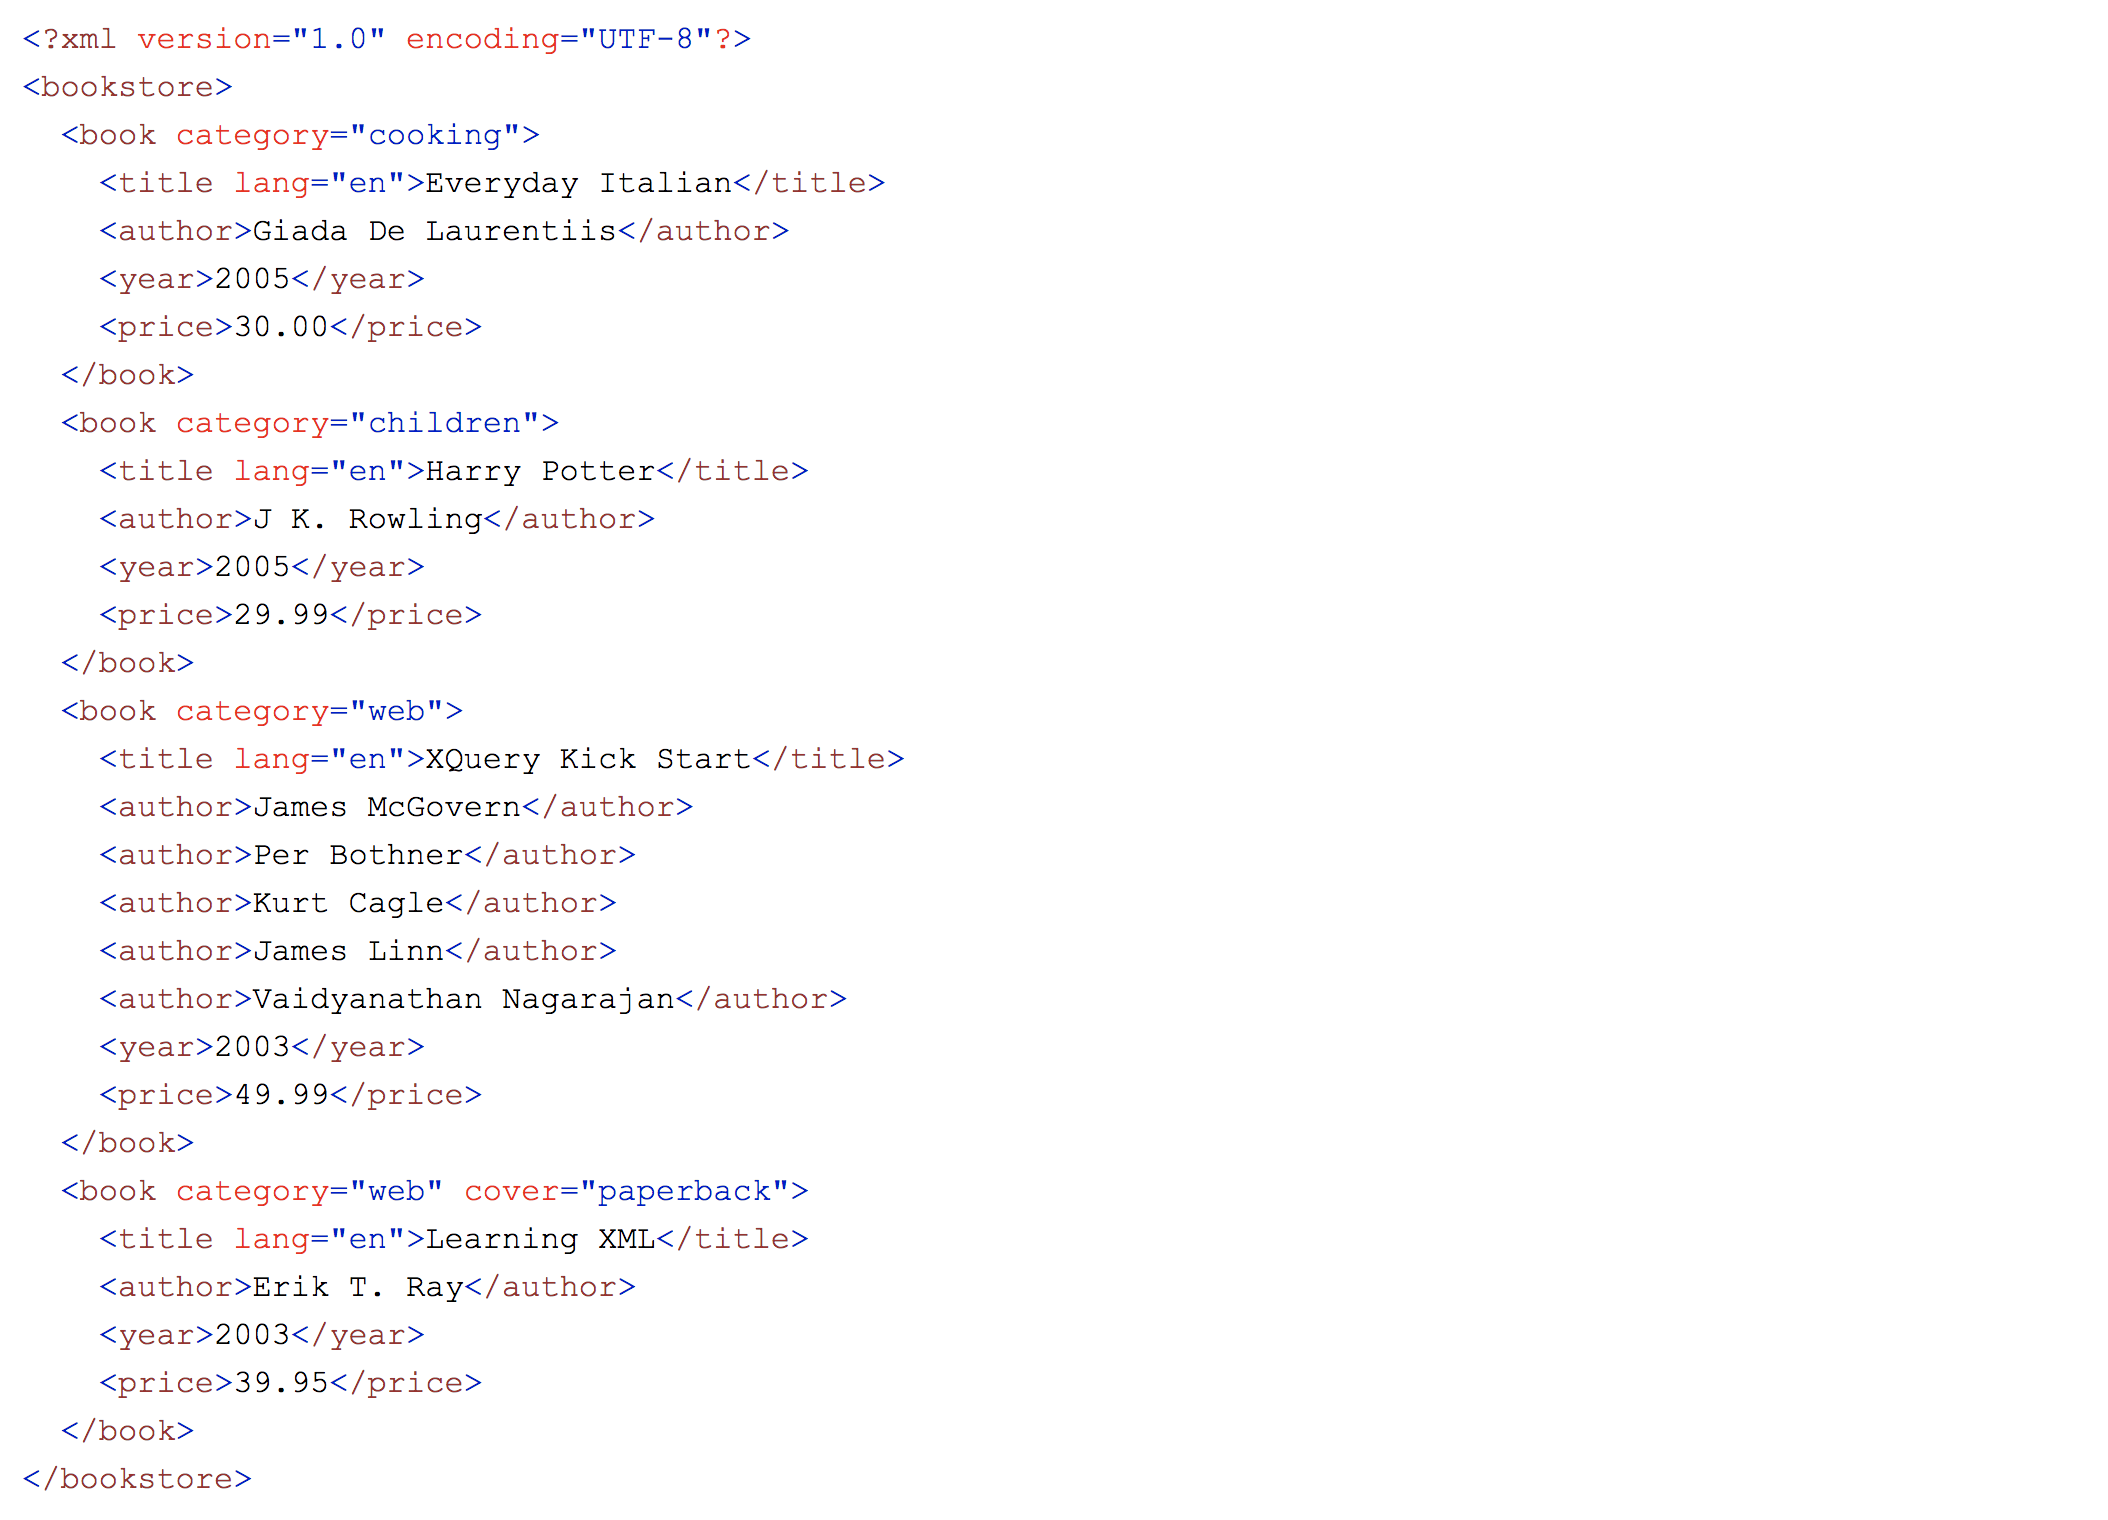 <?xml version="1.0" encoding="UTF-8"?>
<bookstore>
  <book category="cooking">
    <title lang="en">Everyday Italian</title>
    <author>Giada De Laurentiis</author>
    <year>2005</year>
    <price>30.00</price>
  </book>
  <book category="children">
    <title lang="en">Harry Potter</title>
    <author>J K. Rowling</author>
    <year>2005</year>
    <price>29.99</price>
  </book>
  <book category="web">
    <title lang="en">XQuery Kick Start</title>
    <author>James McGovern</author>
    <author>Per Bothner</author>
    <author>Kurt Cagle</author>
    <author>James Linn</author>
    <author>Vaidyanathan Nagarajan</author>
    <year>2003</year>
    <price>49.99</price>
  </book>
  <book category="web" cover="paperback">
    <title lang="en">Learning XML</title>
    <author>Erik T. Ray</author>
    <year>2003</year>
    <price>39.95</price>
  </book>
</bookstore>